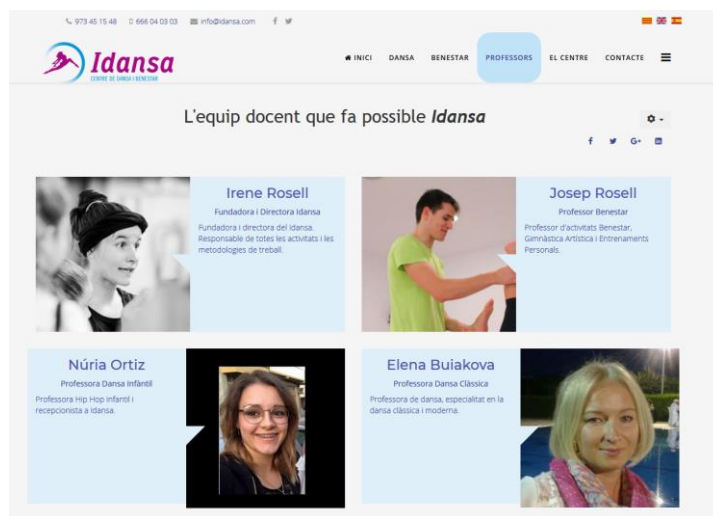 973 45 15 48 666 04 03 03 info@idansa.com
Idansa
CENTRE DE DANSA I BENESTAR
INICI DANSA BENESTAR PROFESSORS EL CENTRE CONTACTE
L'equip docent que fa possible Idansa
Irene Rosell
Fundadora i Directora Idansa
Fundadora i directora del Idansa.
Responsable de totes les activitats i les
metodologies de treball.
Josep Rosell
Professor Benestar
Professor d'activitats Benestar,
Gimnàstica Artística i Entrenaments
Personals.
Núria Ortiz
Professora Dansa Infàntil
Professora Hip Hop infantil i
recepcionista a Idansa.
Elena Buiakova
Professora Dansa Clàssica
Professora de dansa, especialitat en la
dansa clàssica i moderna.